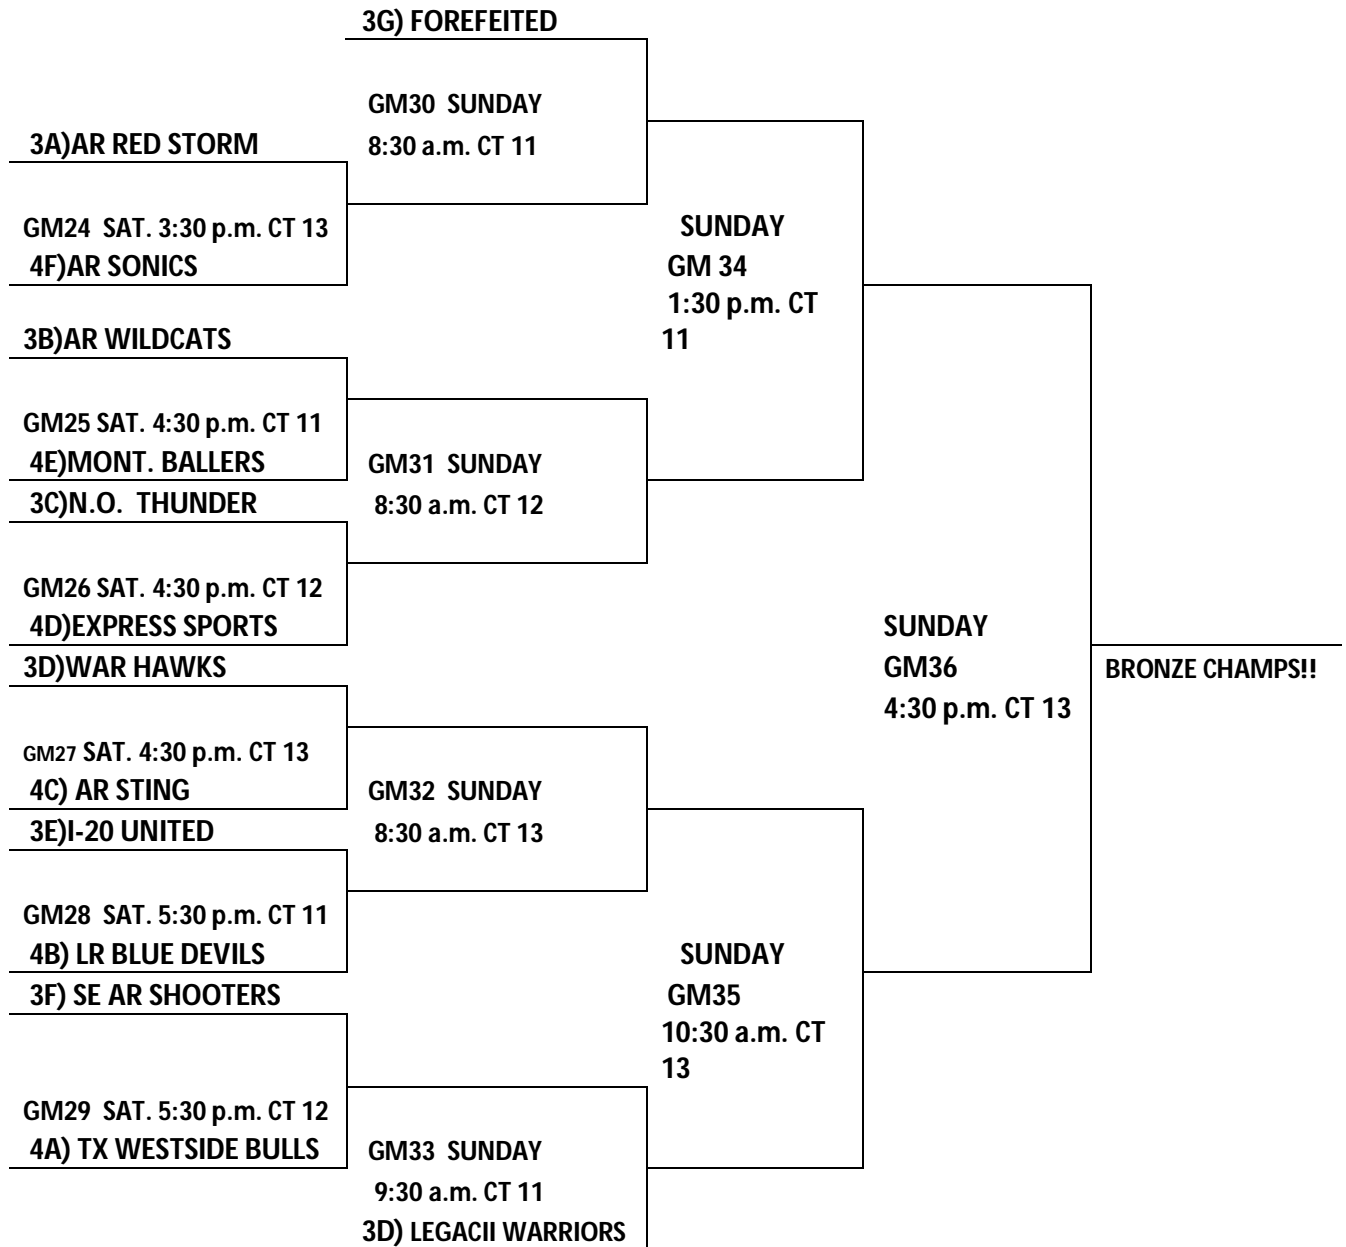 3G) FOREFEITED
GM30 SUNDAY
8:30 a.m. CT 11
3A)AR RED STORM
GM24 SAT. 3:30 p.m. CT 13
4F)AR SONICS
3B)AR WILDCATS
GM25 SAT. 4:30 p.m. CT 11
4E)MONT. BALLERS
GM31 SUNDAY
8:30 a.m. CT 12
3C)N.O. THUNDER
GM26 SAT. 4:30 p.m. CT 12
4D)EXPRESS SPORTS
SUNDAY
GM 34
1:30 p.m. CT
11
3D)WAR HAWKS
GM27 SAT. 4:30 p.m. CT 13
4C) AR STING
GM32 SUNDAY
8:30 a.m. CT 13
3E)I-20 UNITED
GM28 SAT. 5:30 p.m. CT 11
4B) LR BLUE DEVILS
3F) SE AR SHOOTERS
GM29 SAT. 5:30 p.m. CT 12
4A) TX WESTSIDE BULLS
GM33 SUNDAY
9:30 a.m. CT 11
3D) LEGACII WARRIORS
SUNDAY
GM35
10:30 a.m. CT
13
SUNDAY
GM36
4:30 p.m. CT 13
BRONZE CHAMPS!!